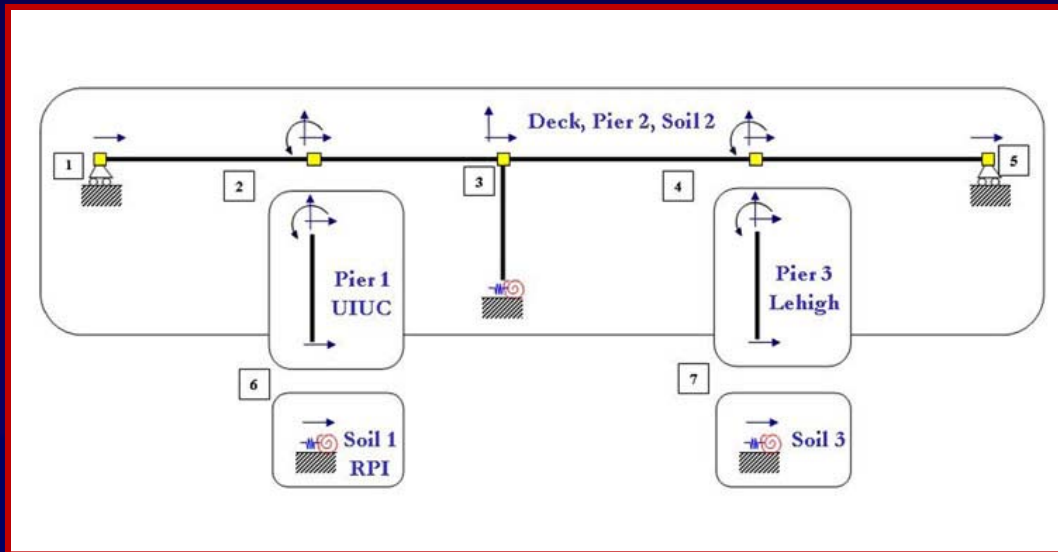 Deck, Pier 2, Soil 2
1
2
3
4
5
Pier 1
UIUC
Pier 3
Lehigh
6
7
Soil 1
RPI
Soil 3